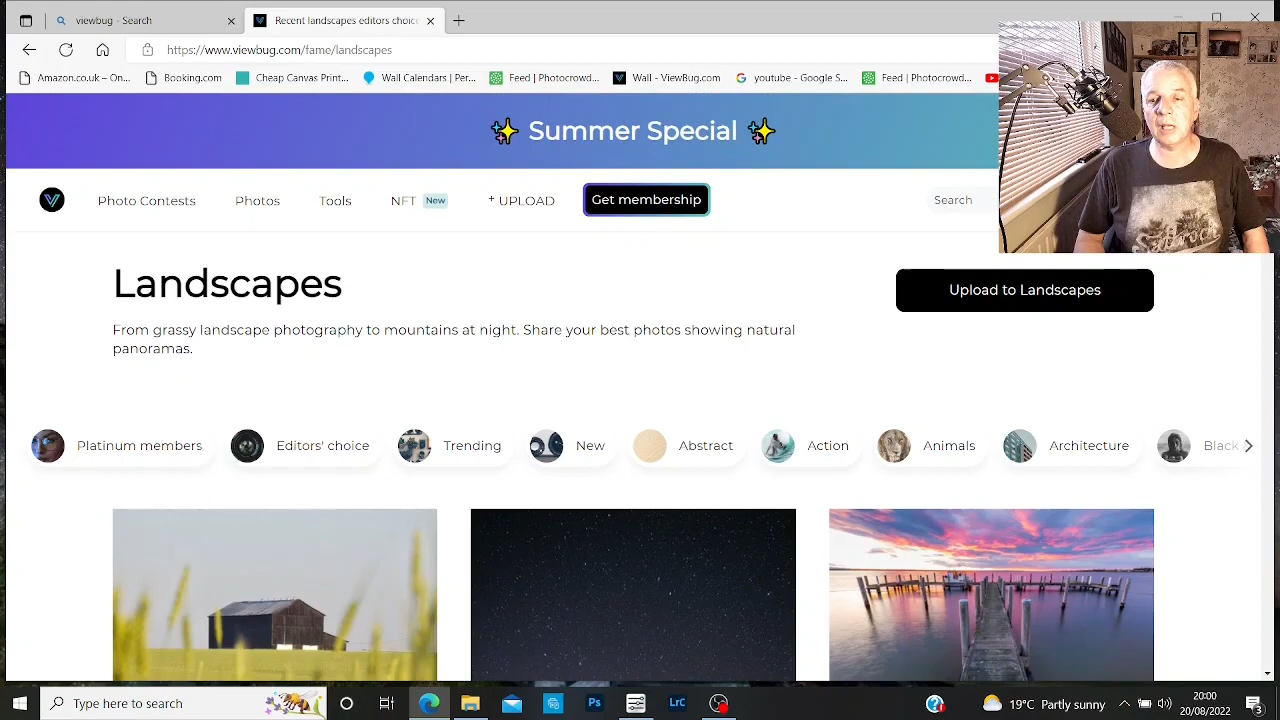 viewbug - Search
Recent landscapes editors choic
https://www.viewbug.com/fame/landscapes
Amazon.co.uk – On...
Booking.com
Cheap Canvas Print...
Wall Calendars | Per...
Feed | Photocrowd...
Wall - ViewBug.com
youtube - Google S...
Feed | Photocrowd...
Summer Special
Photo Contests
Photos
Tools
NFT New
+ UPLOAD
Get membership
Search
Landscapes
Upload to Landscapes
From grassy landscape photography to mountains at night. Share your best photos showing natural
panoramas.
Platinum members
Editors' choice
Trending
New
Abstract
Action
Animals
Architecture
Black
Type here to search
Ps
LrC
19°C Partly sunny
20:00
20/08/2022
3